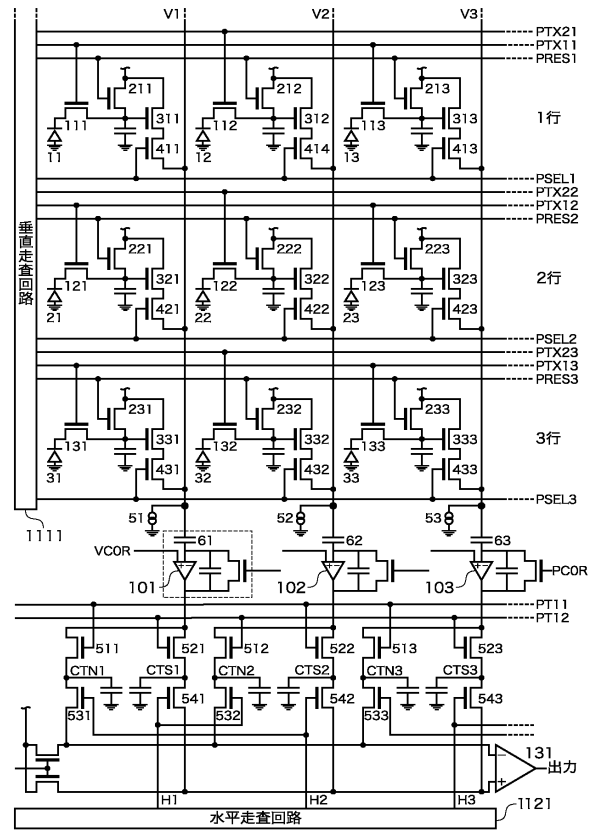 V1 V2 V3
PTX21
PTX11
PRES1
211 212 213
111 311 112 312 113 313
1行
11 411 12 414 13 413
PSEL1
PTX22
PTX12
PRES2
垂直走査回路
221 222 223
121 321 122 322 123 323
2行
21 421 22 422 23 423
PSEL2
PTX23
PTX13
PRES3
231 232 233
131 331 132 332 133 333
3行
31 431 32 432 33 433
PSEL3
1111
51 52 53
61 62 63
VCOR
101 102 103
PCOR
PT11
PT12
511 521 512 522 513 523
CTN1 CTS1 CTN2 CTS2 CTN3 CTS3
531 541 532 542 533 543
131
出力
H1 H2 H3
水平走査回路
1121